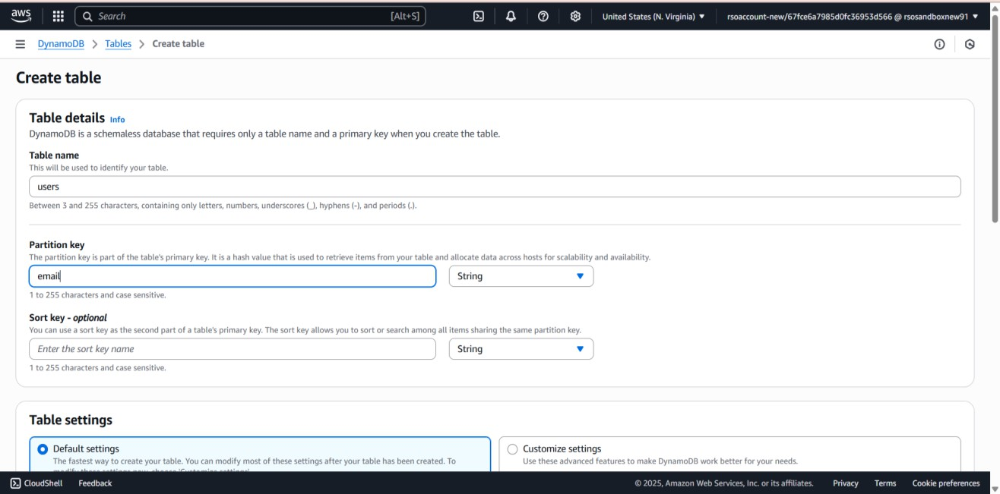 aws
Search [Alt+S] United States (N. Virginia) ▼ rsoaccount-new/67fce6a7985d0fc36953d566 @ rsosandboxnew91 ▼
DynamoDB > Tables > Create table
Create table
Table details Info
DynamoDB is a schemaless database that requires only a table name and a primary key when you create the table.
Table name
This will be used to identify your table.
users
Between 3 and 255 characters, containing only letters, numbers, underscores (_), hyphens (-), and periods (.).
Partition key
The partition key is part of the table's primary key. It is a hash value that is used to retrieve items from your table and allocate data across hosts for scalability and availability.
email String
1 to 255 characters and case sensitive.
Sort key - optional
You can use a sort key as the second part of a table's primary key. The sort key allows you to sort or search among all items sharing the same partition key.
Enter the sort key name String
1 to 255 characters and case sensitive.
Table settings
Default settings
The fastest way to create your table. You can modify most of these settings after your table has been created. To
modify these settings now, choose 'Customize settings'.
Customize settings
Use these advanced features to make DynamoDB work better for your needs.
CloudShell Feedback © 2025, Amazon Web Services, Inc. or its affiliates. Privacy Terms Cookie preferences